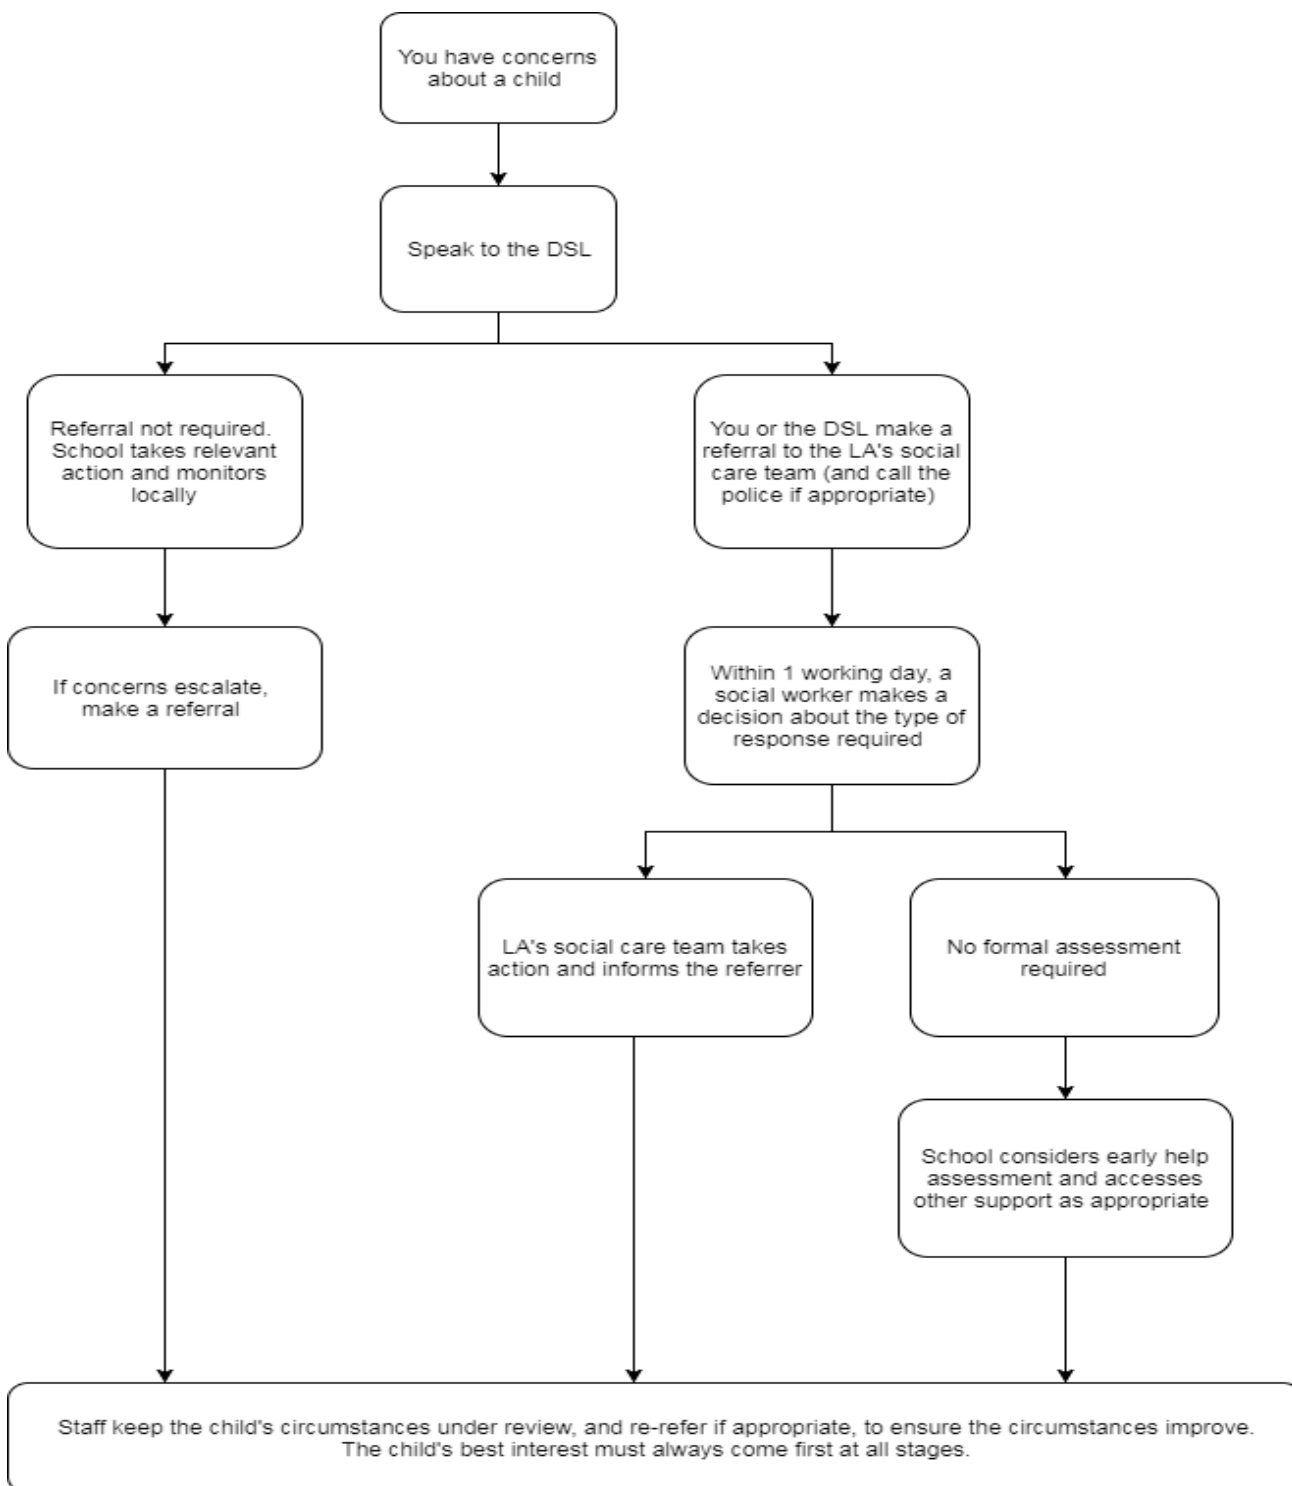 You have concerns
about a child
Speak to the DSL
Referral not required.
School takes relevant
action and monitors
locally
You or the DSL make a
referral to the LA's social
care team (and call the
police if appropriate)
If concerns escalate,
make a referral
Within 1 working day, a
social worker makes a
decision about the type of
response required
LA's social care team takes
action and informs the referrer
No formal assessment
required
School considers early help
assessment and accesses
other support as appropriate
Staff keep the child's circumstances under review, and re-refer if appropriate, to ensure the circumstances improve.
The child's best interest must always come first at all stages.